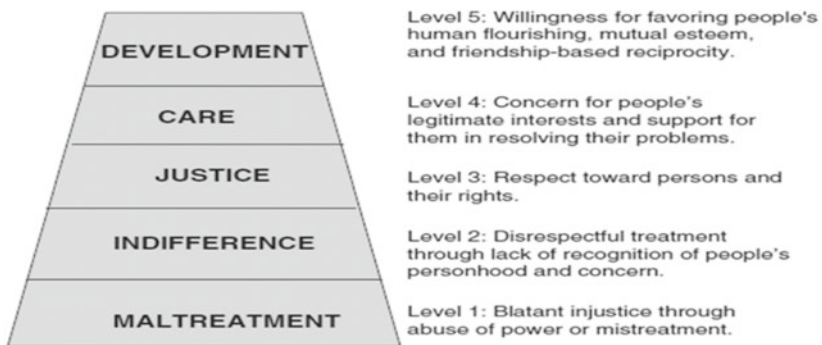 DEVELOPMENT
Level 5: Willingness for favoring people's
human flourishing, mutual esteem,
and friendship-based reciprocity.
CARE
Level 4: Concern for people's
legitimate interests and support for
them in resolving their problems.
JUSTICE
Level 3: Respect toward persons and
their rights.
INDIFFERENCE
Level 2: Disrespectful treatment
through lack of recognition of people's
personhood and concern.
MALTREATMENT
Level 1: Blatant injustice through
abuse of power or mistreatment.